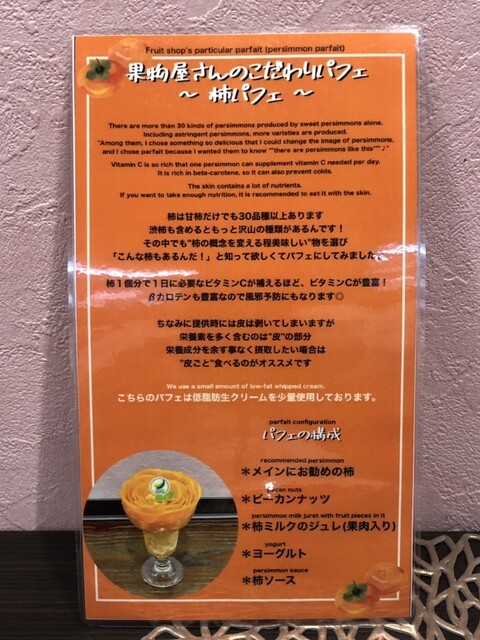 Fruit shop's particular parfait (persimmon parfait)
果物屋さんのこだわりパフェ
～ 柿パフェ ～
There are more than 30 kinds of persimmons produced by sweet persimmons alone.
Including astringent persimmons, more varieties are produced.
"Among them, I chose something so delicious that I could change the image of persimmons,
and I chose parfait because I wanted them to know ""there are persimmons like this"""♪"
Vitamin C is so rich that one persimmon can supplement vitamin C needed per day.
It is rich in beta-carotene, so it can also prevent colds.
The skin contains a lot of nutrients.
If you want to take enough nutrition, it is recommended to eat it with the skin.
柿は甘柿だけでも30品種以上あります
渋柿も含めるともっと沢山の種類があるんです！
その中でも"柿の概念を変える程美味しい"物を選び
「こんな柿もあるんだ！」と知って欲しくてパフェにしてみました
柿１個分で１日に必要なビタミンCが補えるほど、ビタミンCが豊富！
βカロテンも豊富なので風邪予防にもなります◎
ちなみに提供時には皮は剥いてしまいますが
栄養素を多く含むのは"皮"の部分
栄養成分を余す事なく摂取したい場合は
"皮ごと"食べるのがオススメです
We use a small amount of low-fat whipped cream.
こちらのパフェは低脂肪生クリームを少量使用しております。
parfait configuration
パフェの構成
recommended persimmon
＊メインにお勧めの柿
pecan nuts
＊ピーカンナッツ
persimmon milk juret with fruit pieces in it
＊柿ミルクのジュレ(果肉入り)
yogurt
＊ヨーグルト
persimmon sauce
＊柿ソース